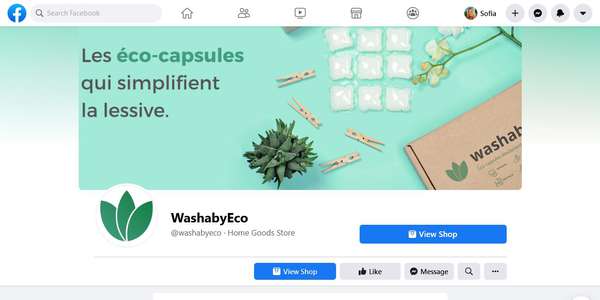 Search Facebook
Sofia
Les éco-capsules
qui simplifient
la lessive.
washaby
WashabyEco
@washabyeco · Home Goods Store
View Shop
View Shop
Like
Message